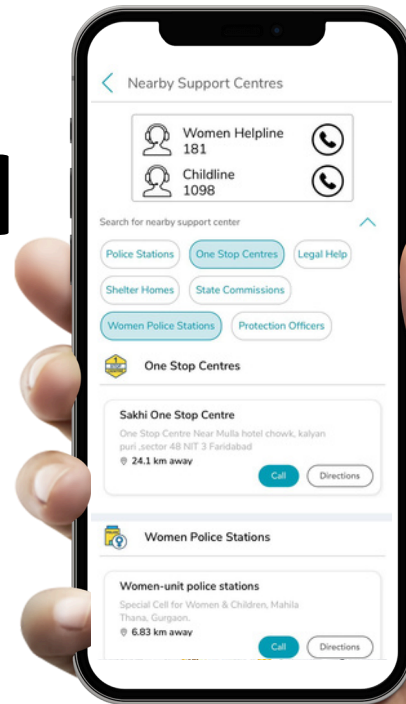 Nearby Support Centres
Women Helpline
181
Childline
1098
Search for nearby support center
Police Stations One Stop Centres Legal Help
Shelter Homes State Commissions
Women Police Stations Protection Officers
One Stop Centres
Sakhi One Stop Centre
One Stop Centre Near Mulla hotel chowk, kalyan
puri ,sector 48 NIT 3 Faridabad
24.1 km away
Call Directions
Women Police Stations
Women-unit police stations
Special Cell for Women & Children, Mahila
Thana, Gurgaon.
6.83 km away
Call Directions